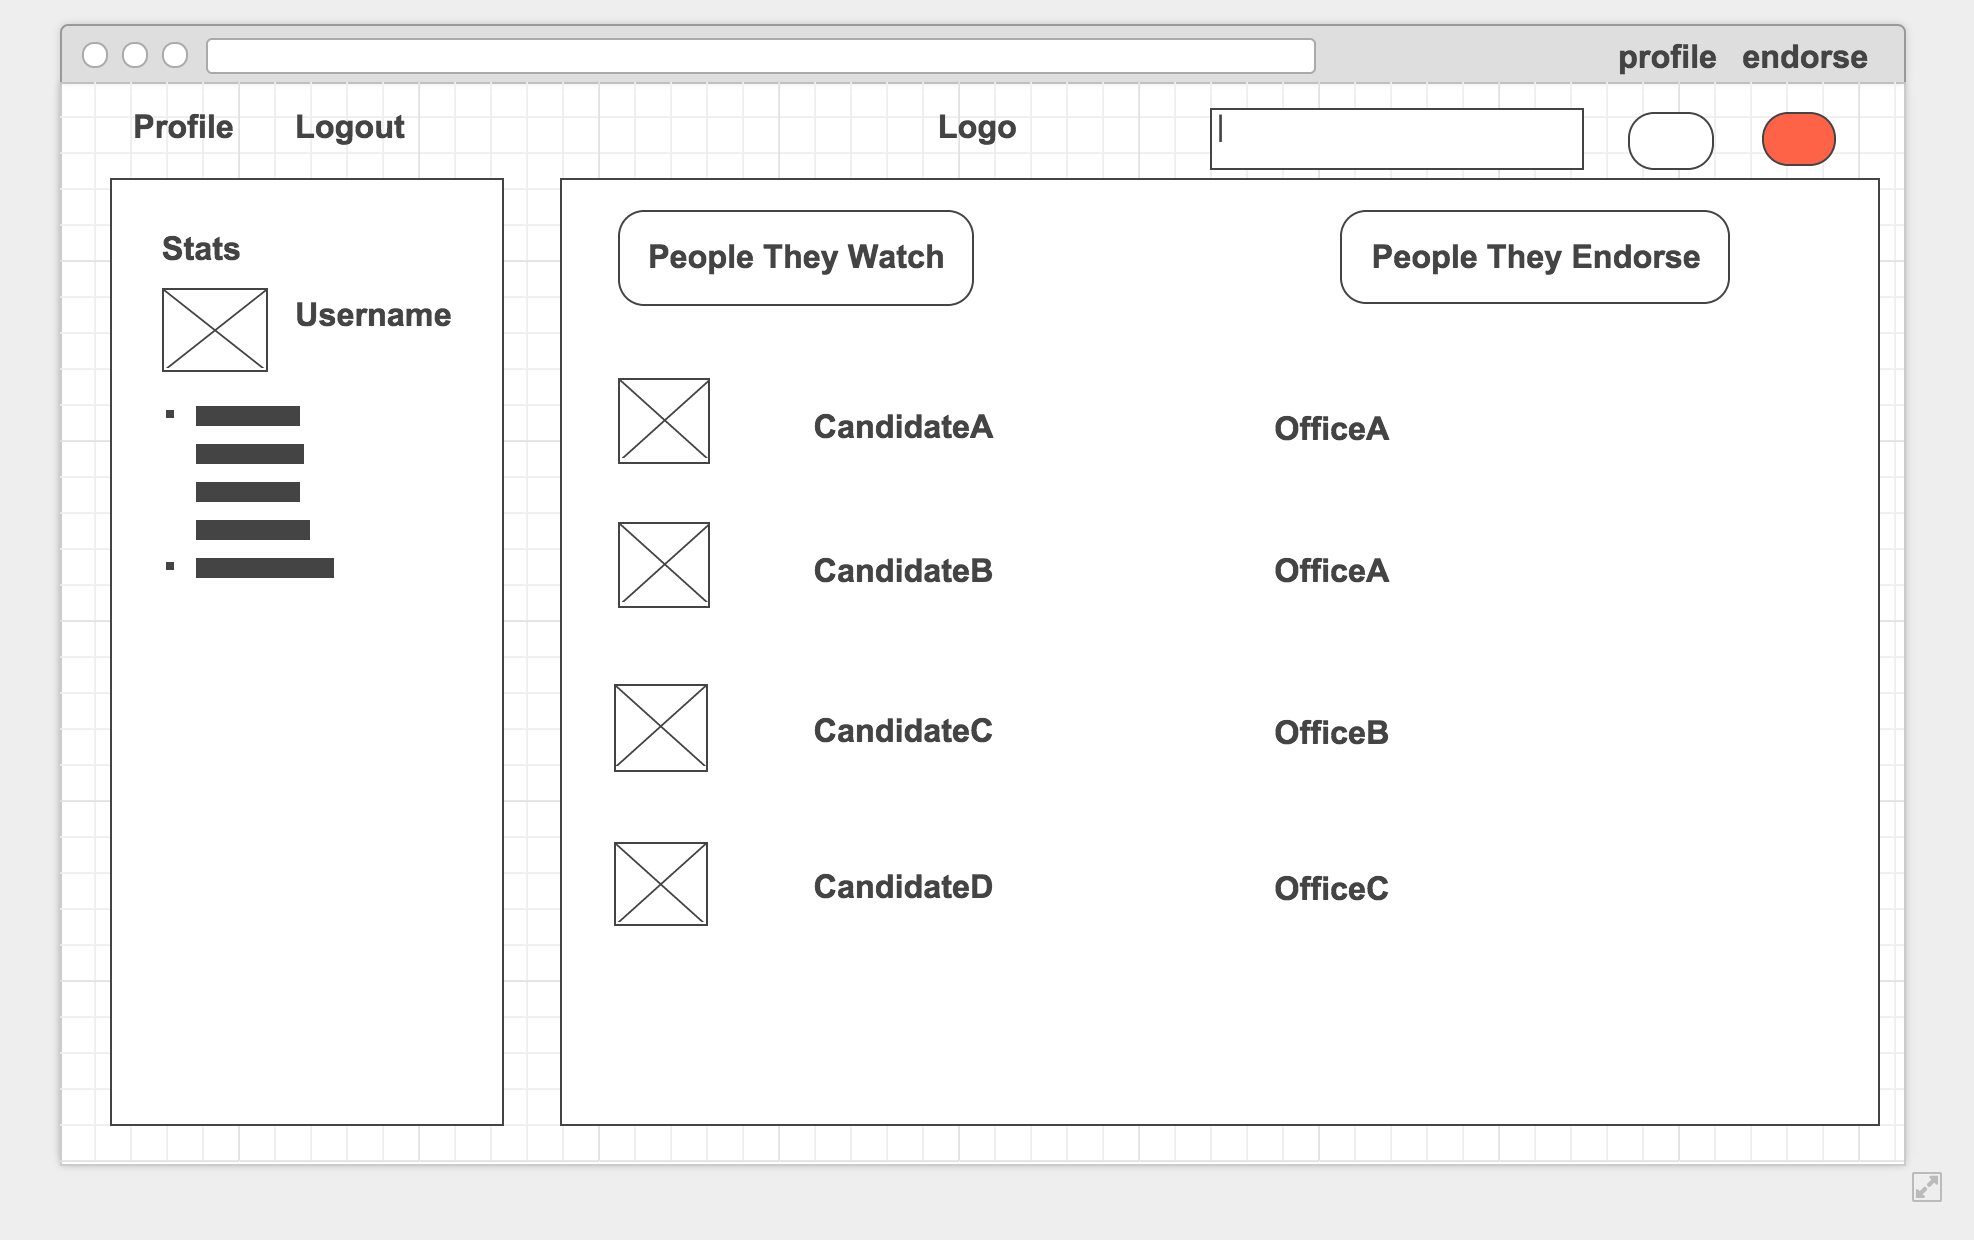 profile endorse
Profile Logout Logo
Stats
Username
People They Watch People They Endorse
CandidateA OfficeA
CandidateB OfficeA
CandidateC OfficeB
CandidateD OfficeC